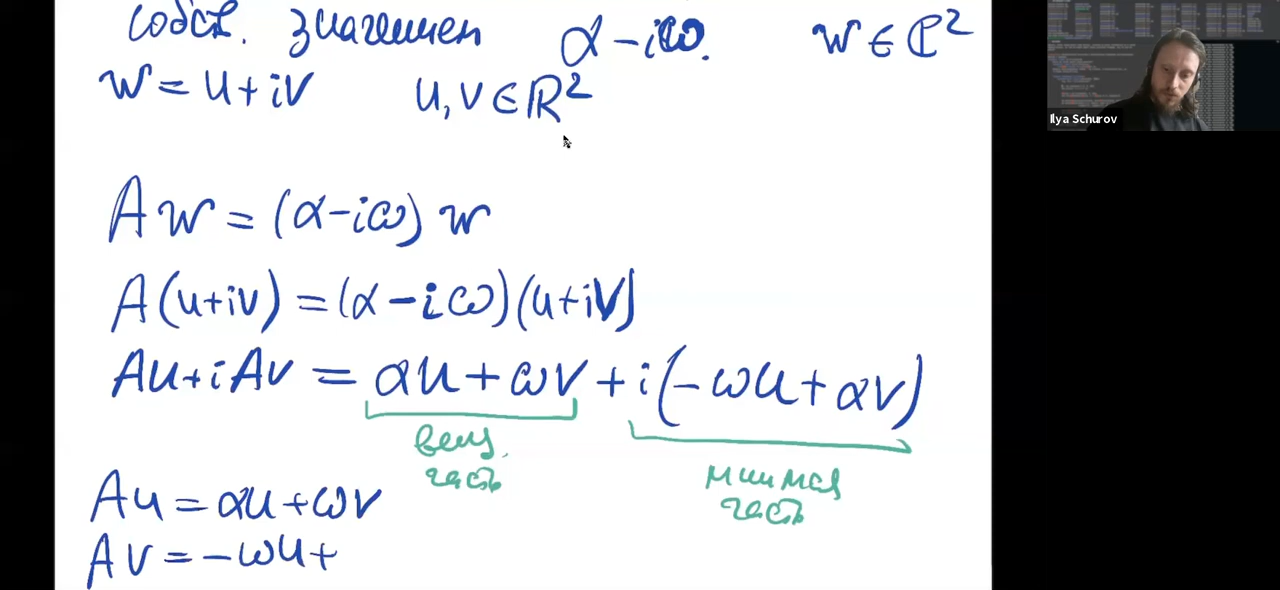 собств. значением α - iω. w ∈ ℂ²
w = u + iv u, v ∈ ℝ²
Aw = (α - iω) w
A(u+iv) = (α - iω)(u+iv)
Au + iAv = αu + ωv + i(-ωu + αv)
вещ. часть
мнимая часть
Au = αu + ωv
Av = -ωu +
Ilya Schurov